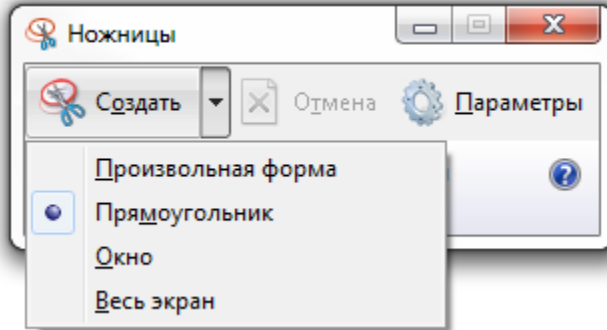 Ножницы
Создать Отмена Параметры
Произвольная форма
Прямоугольник
Окно
Весь экран